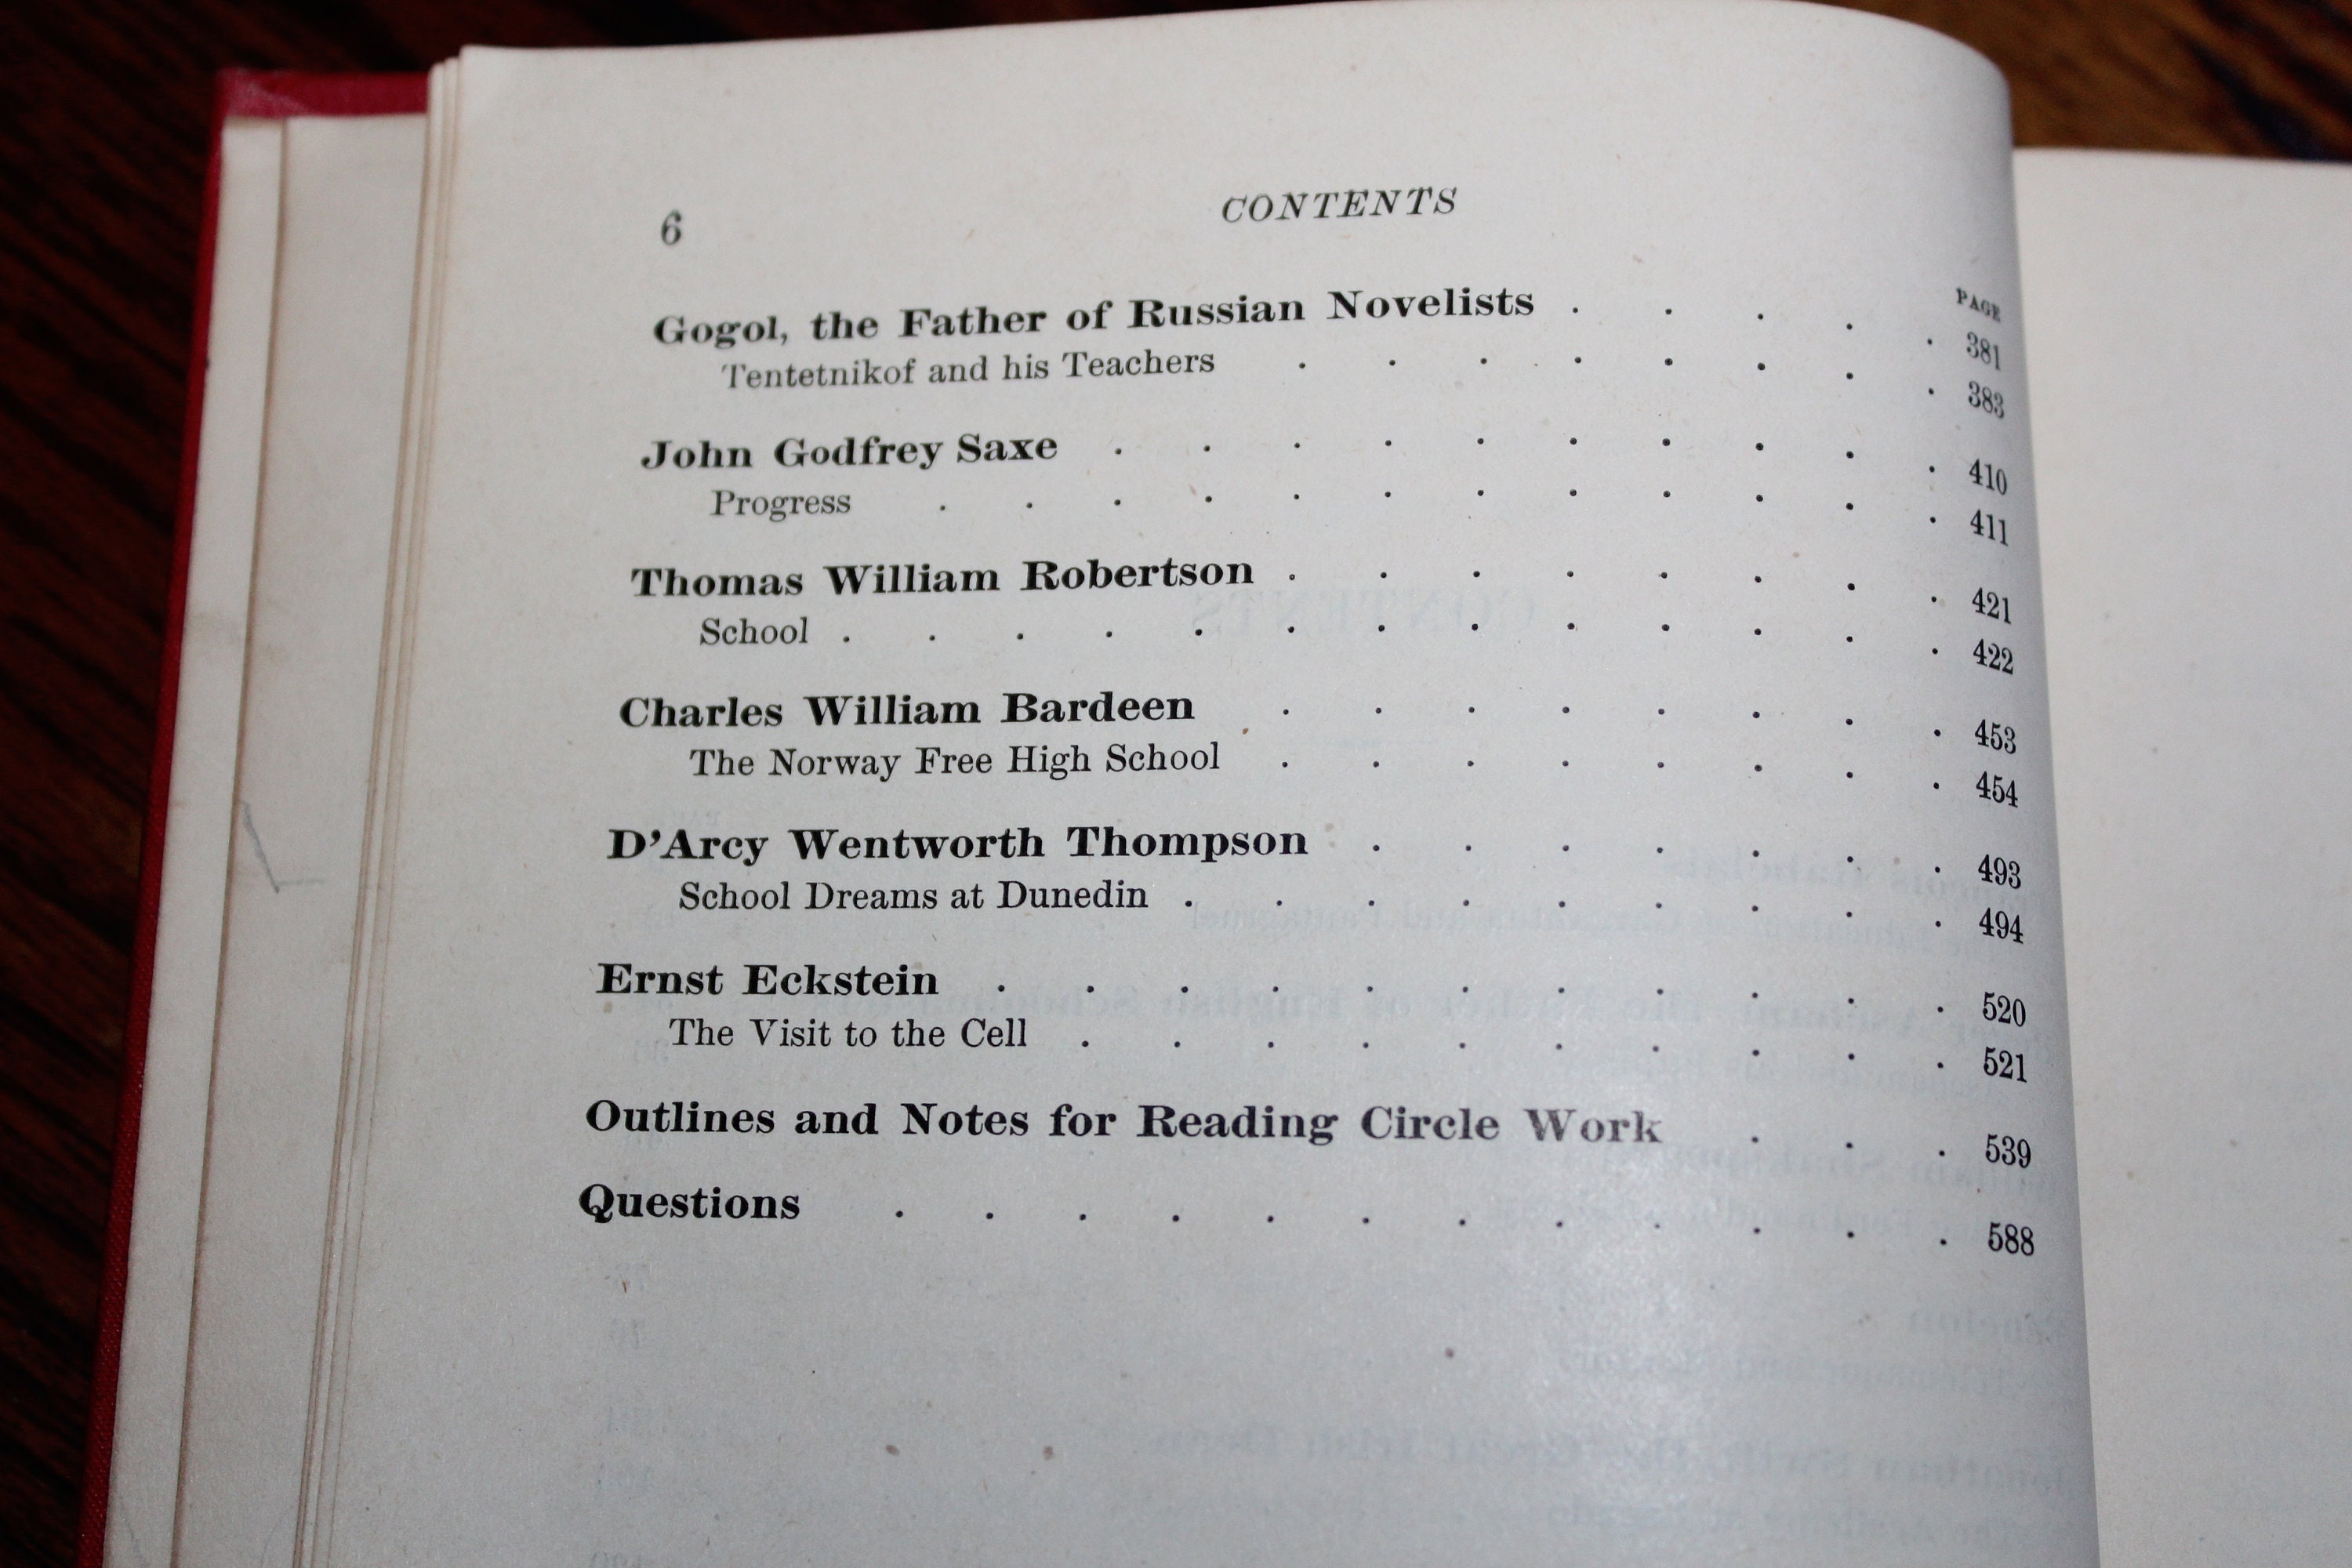 6 CONTENTS
PAGE
Gogol, the Father of Russian Novelists . . . . . 381
Tentetnikof and his Teachers . . . . . . . . 383
John Godfrey Saxe . . . . . . . . . . 410
Progress . . . . . . . . . . . . 411
Thomas William Robertson . . . . . . . . 421
School . . . . . . . . . . . . . 422
Charles William Bardeen . . . . . . . . 453
The Norway Free High School . . . . . . . . 454
D'Arcy Wentworth Thompson . . . . . . . 493
School Dreams at Dunedin . . . . . . . . . 494
Ernst Eckstein . . . . . . . . . . . 520
The Visit to the Cell . . . . . . . . . . 521
Outlines and Notes for Reading Circle Work . . . 539
Questions . . . . . . . . . . . . 588